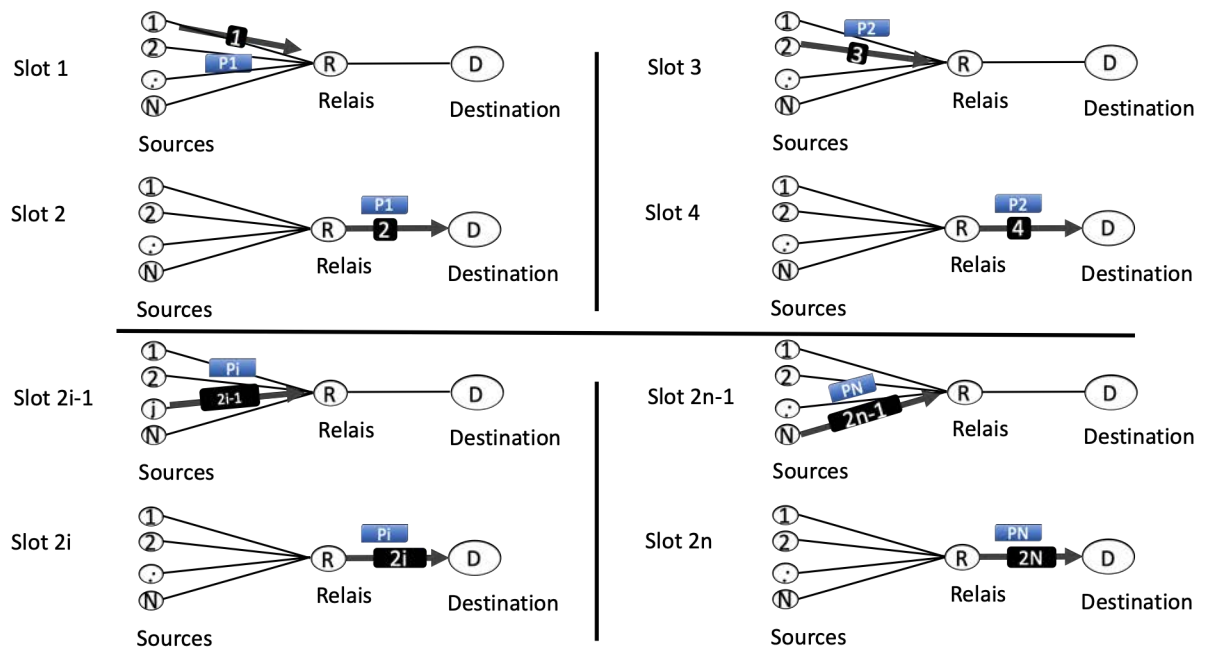 Slot 1
1
2
:
N
1
P1
R
D
Relais
Destination
Sources
Slot 3
1
2
:
N
P2
3
R
D
Relais
Destination
Sources
Slot 2
1
2
:
N
P1
2
R
D
Relais
Destination
Sources
Slot 4
1
2
:
N
P2
4
R
D
Relais
Destination
Sources
Slot 2i-1
1
2
i
N
Pi
2i-1
R
D
Relais
Destination
Sources
Slot 2n-1
1
2
:
N
PN
2n-1
R
D
Relais
Destination
Sources
Slot 2i
1
2
:
N
Pi
2i
R
D
Relais
Destination
Sources
Slot 2n
1
2
:
N
PN
2N
R
D
Relais
Destination
Sources